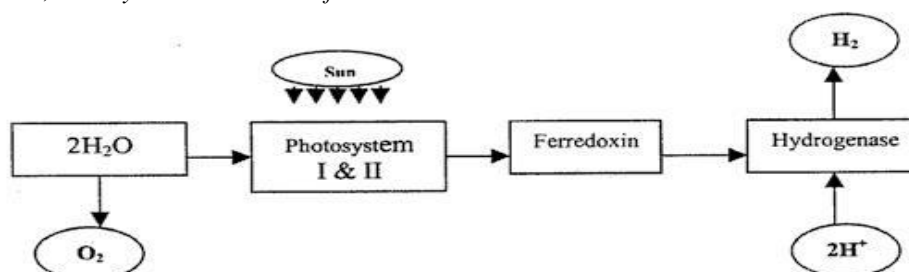 H₂
Sun
2H₂O
Photosystem
I & II
Ferredoxin
Hydrogenase
O₂
2H⁺